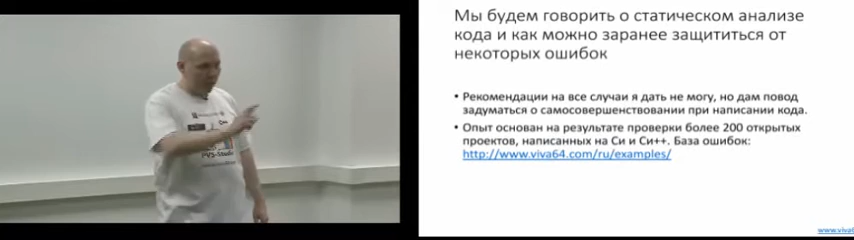 Мы будем говорить о статическом анализе
кода и как можно заранее защититься от
некоторых ошибок
• Рекомендации на все случаи я дать не могу, но дам повод
задуматься о самосовершенствовании при написании кода.
• Опыт основан на результате проверки более 200 открытых
проектов, написанных на Си и Си++. База ошибок:
http://www.viva64.com/ru/examples/
www.viva6